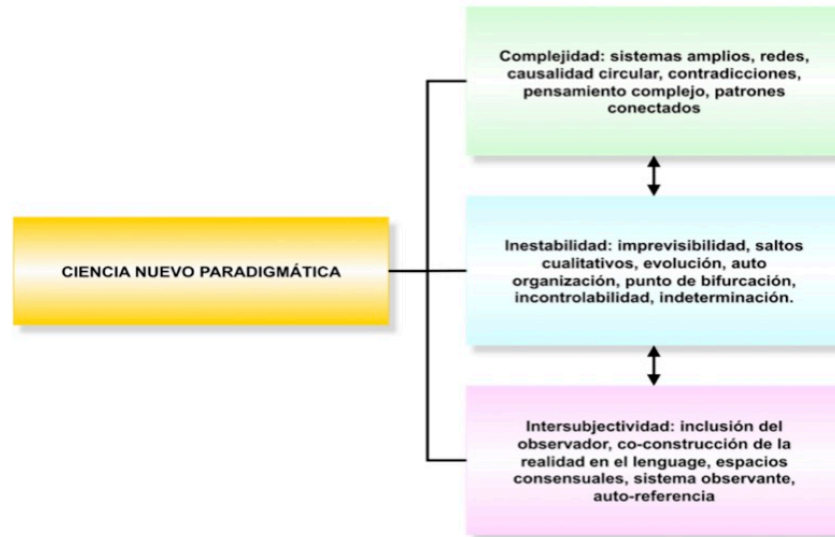 Complejidad: sistemas amplios, redes,
causalidad circular, contradicciones,
pensamiento complejo, patrones
conectados
CIENCIA NUEVO PARADIGMÁTICA
Inestabilidad: imprevisibilidad, saltos
cualitativos, evolución, auto
organización, punto de bifurcación,
incontrolabilidad, indeterminación.
Intersubjectividad: inclusión del
observador, co-construcción de la
realidad en el lenguage, espacios
consensuales, sistema observante,
auto-referencia